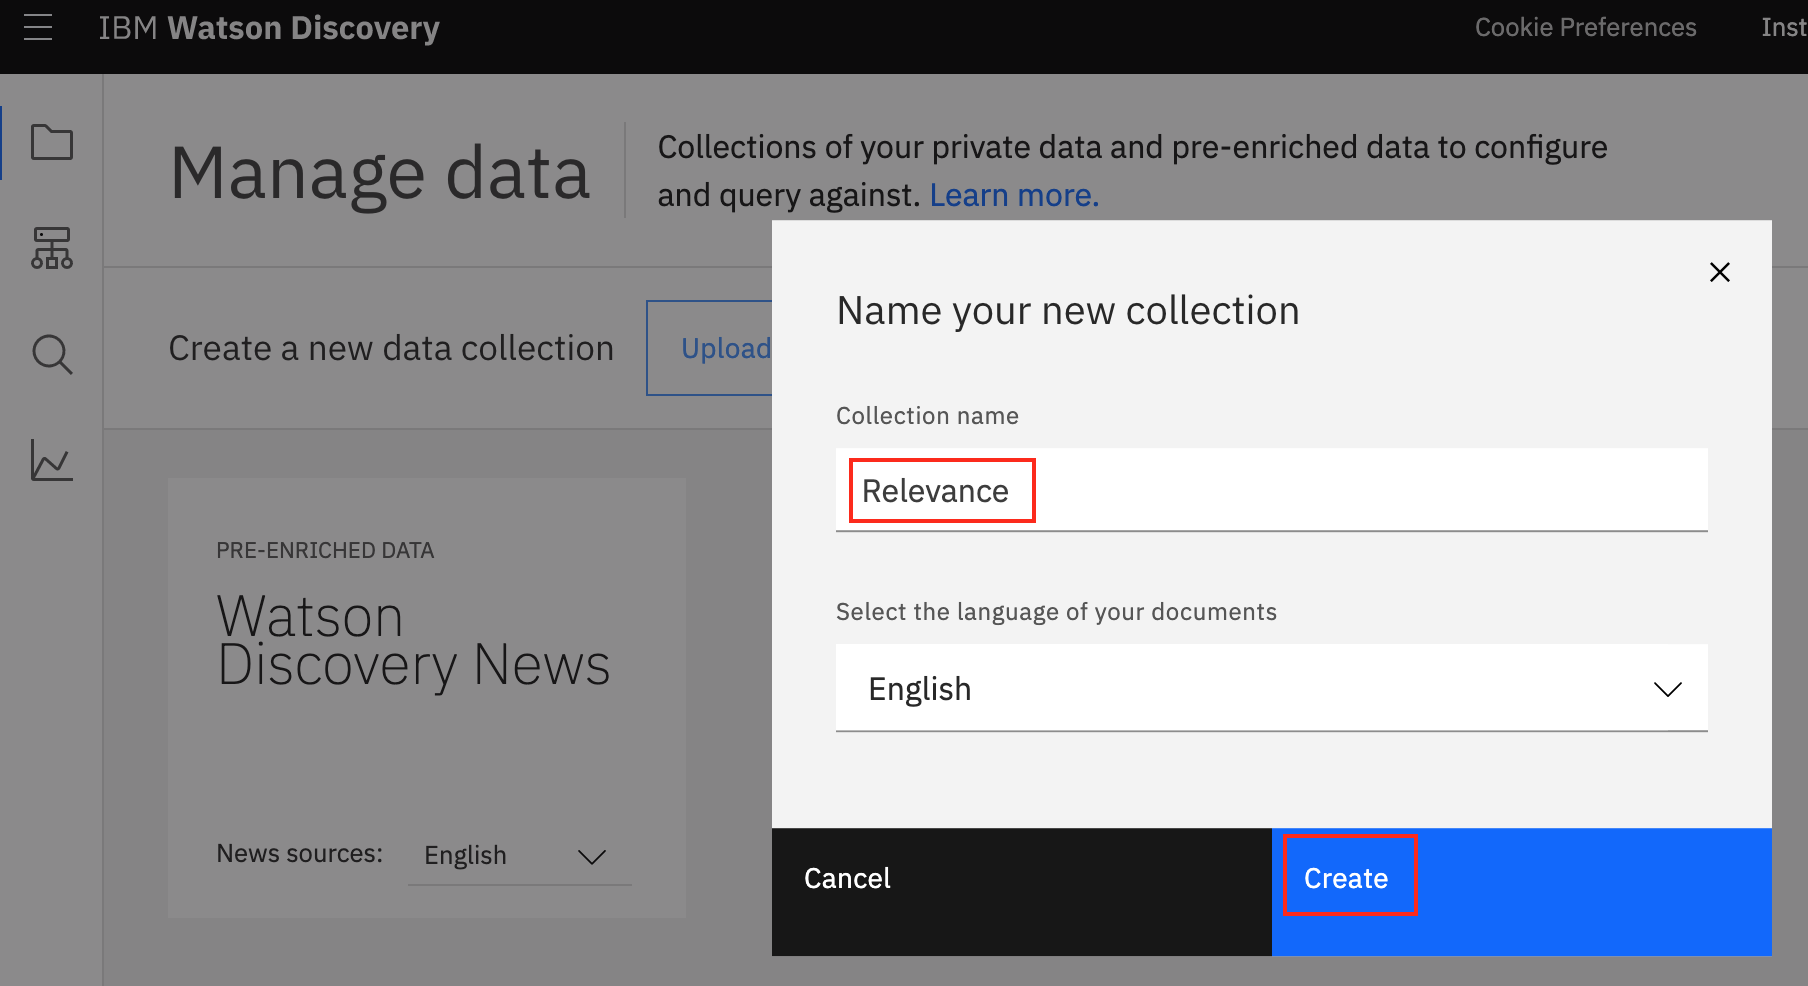 IBM Watson Discovery
Cookie Preferences
Inst
Manage data
Collections of your private data and pre-enriched data to configure
and query against. Learn more.
Create a new data collection
Upload
PRE-ENRICHED DATA
Watson
Discovery News
News sources:
English
Name your new collection
Collection name
Relevance
Select the language of your documents
English
Cancel
Create